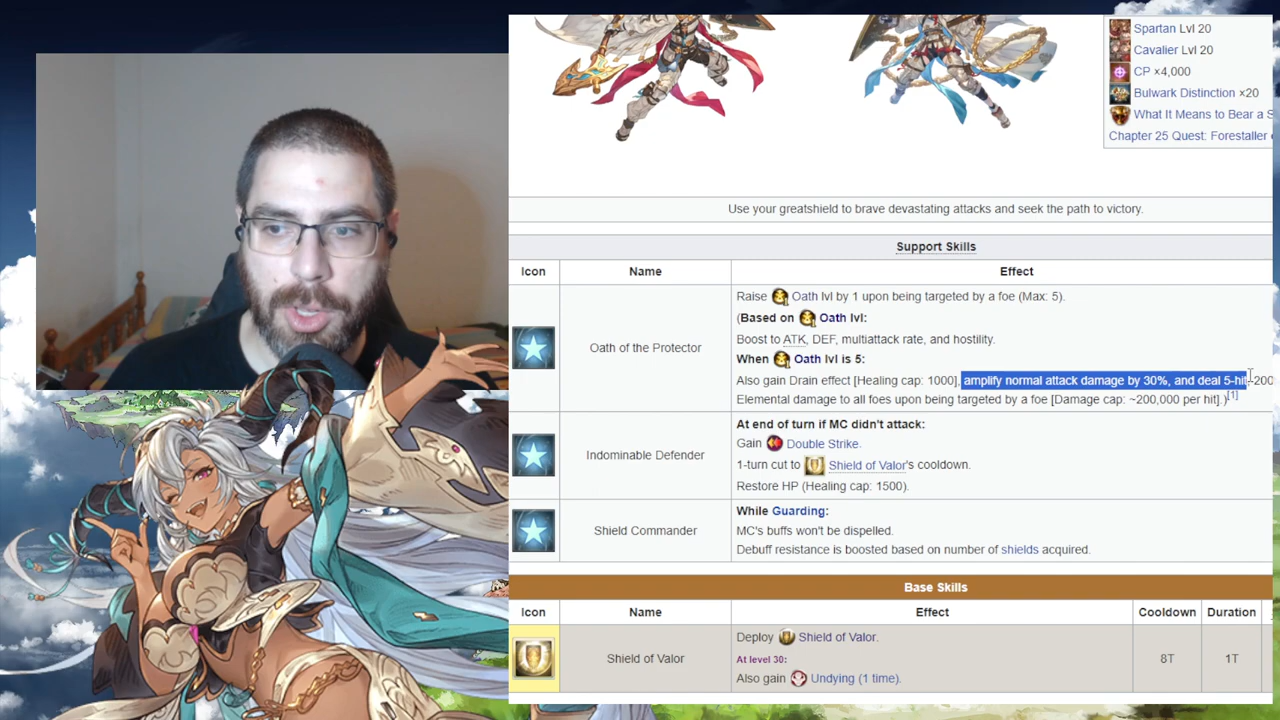 Spartan Lvl 20
Cavalier Lvl 20
CP ×4,000
Bulwark Distinction ×20
What It Means to Bear a
Chapter 25 Quest: Forestaller
Use your greatshield to brave devastating attacks and seek the path to victory.
Support Skills
Icon Name Effect
Oath of the Protector
Raise Oath lvl by 1 upon being targeted by a foe (Max: 5).
(Based on Oath lvl:
Boost to ATK, DEF, multiattack rate, and hostility.
When Oath lvl is 5:
Also gain Drain effect [Healing cap: 1000], amplify normal attack damage by 30%, and deal 5-hit
Elemental damage to all foes upon being targeted by a foe [Damage cap: ~200,000 per hit].)[1]
Indominable Defender
At end of turn if MC didn't attack:
Gain Double Strike.
1-turn cut to Shield of Valor's cooldown.
Restore HP (Healing cap: 1500).
Shield Commander
While Guarding:
MC's buffs won't be dispelled.
Debuff resistance is boosted based on number of shields acquired.
Base Skills
Icon Name Effect Cooldown Duration
Shield of Valor
Deploy Shield of Valor.
At level 30:
Also gain Undying (1 time).
8T 1T